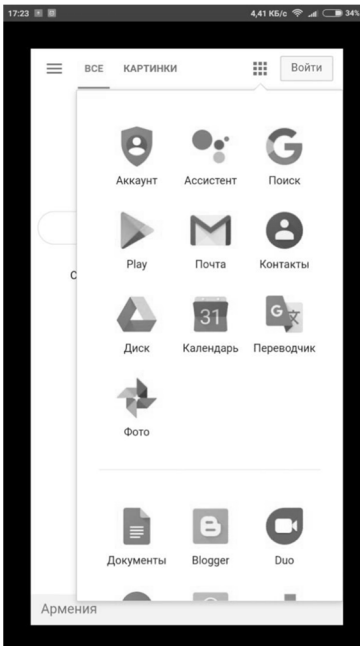 17:23 4,41 КБ/с 34%
ВСЕ КАРТИНКИ Войти
Аккаунт Ассистент Поиск
Play Почта Контакты
31 G 文
Диск Календарь Переводчик
Фото
С
Документы Blogger Duo
Армения